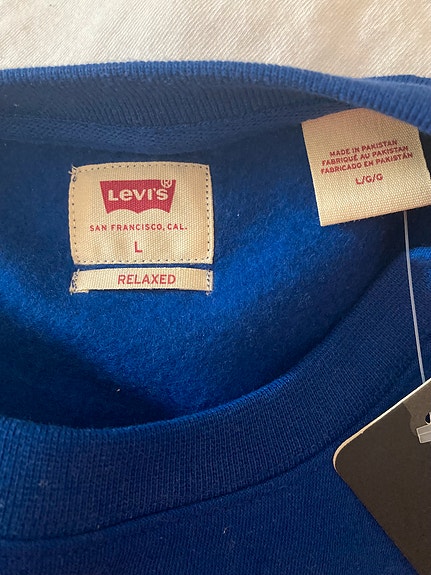 Levi's®
SAN FRANCISCO, CAL.
L
RELAXED
MADE IN PAKISTAN
FABRIQUÉ AU PAKISTAN
FABRICADO EN PAKISTÁN
L/G/G